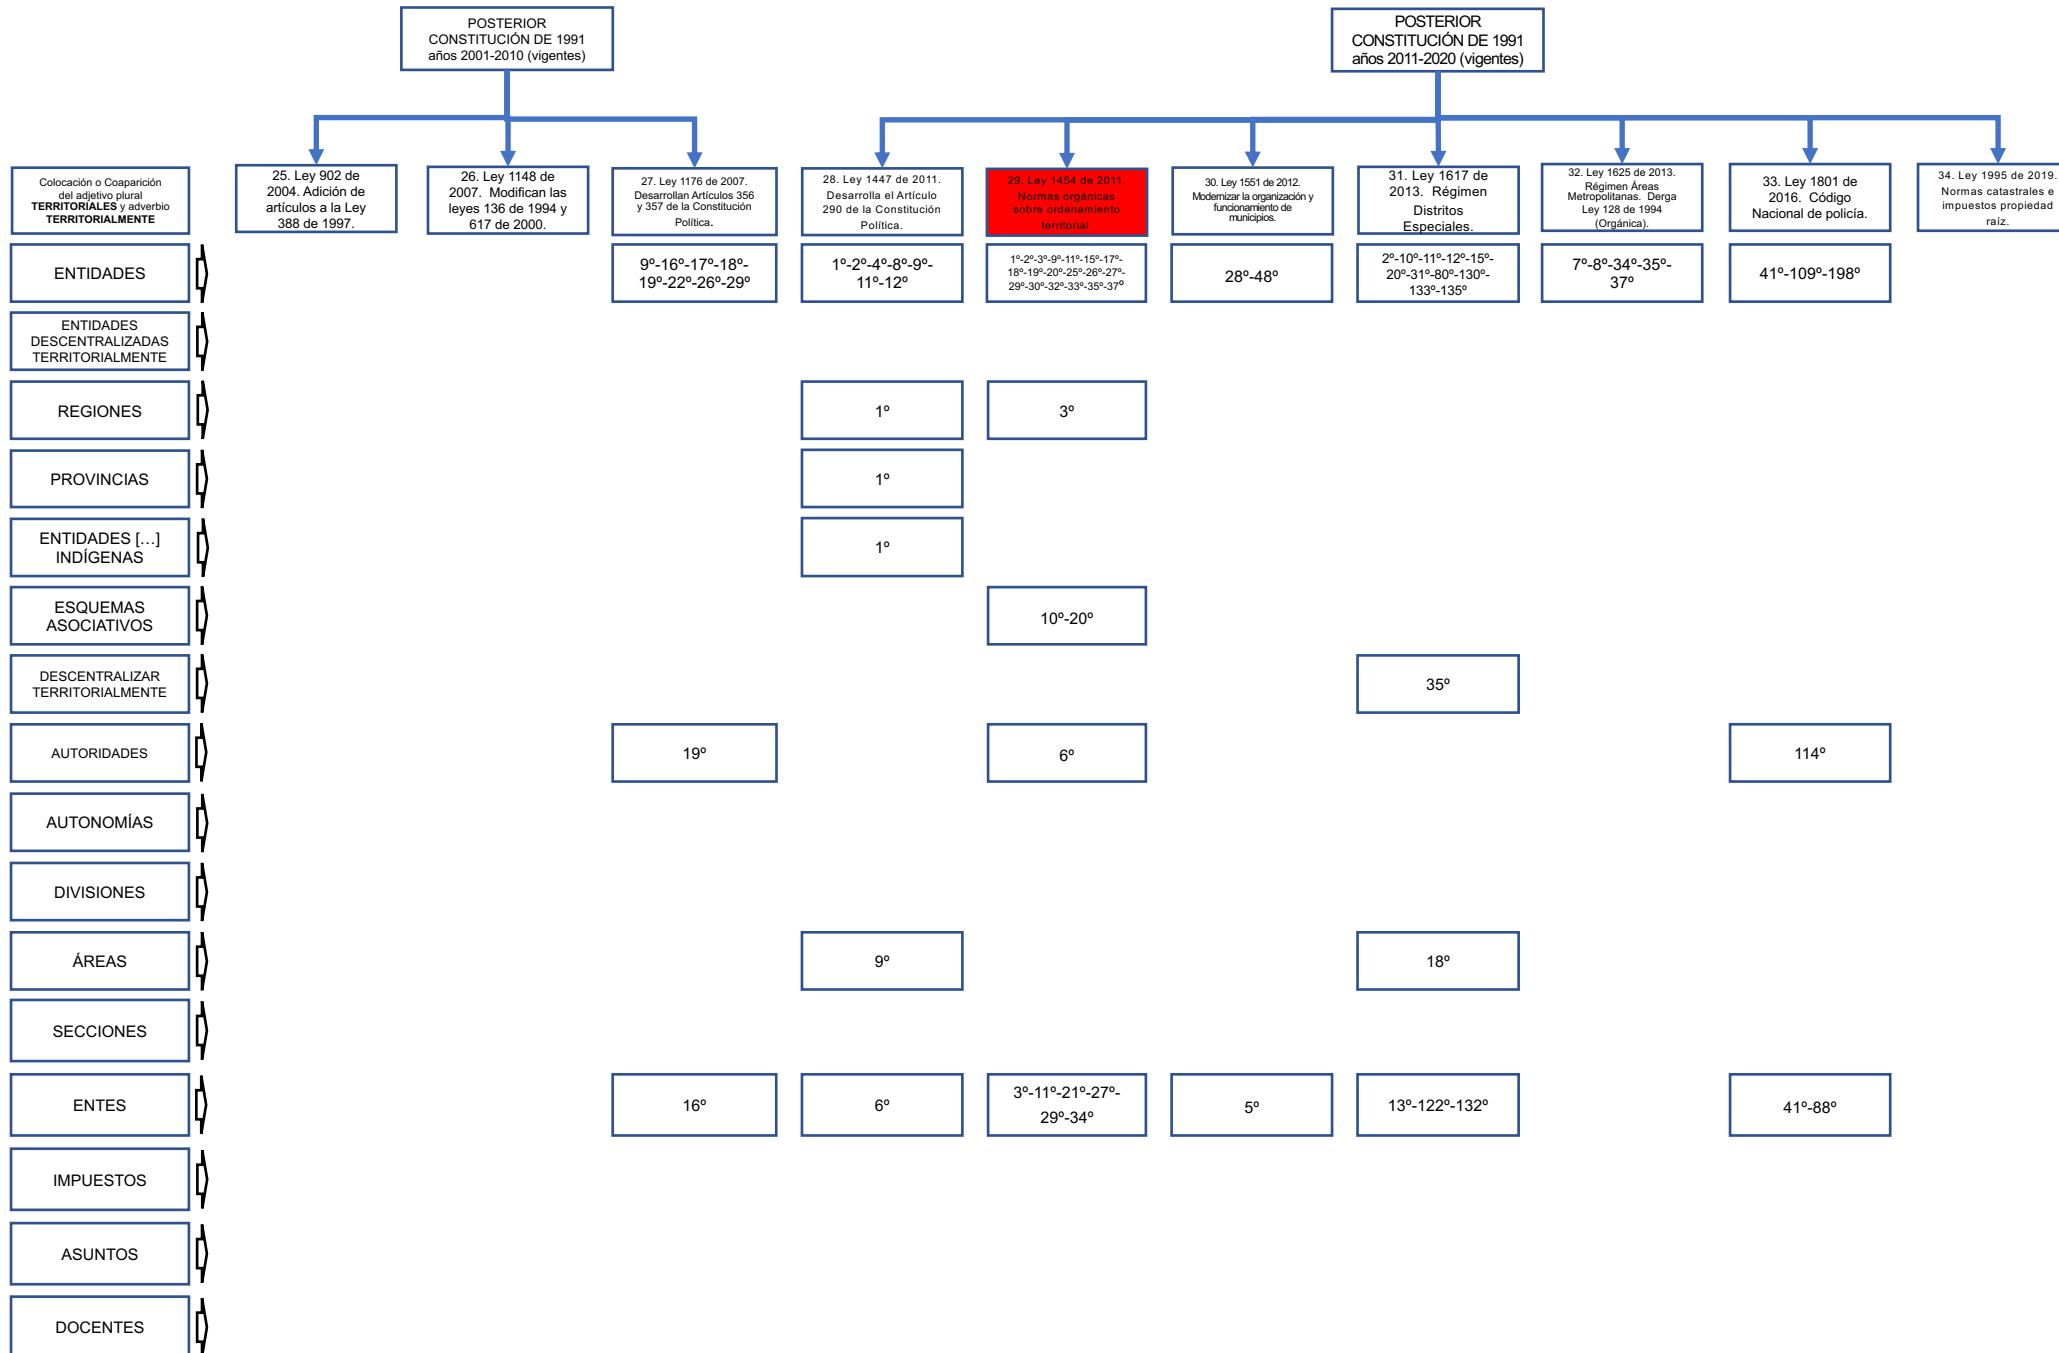 POSTERIOR
CONSTITUCIÓN DE 1991
años 2001-2010 (vigentes)
POSTERIOR
CONSTITUCIÓN DE 1991
años 2011-2020 (vigentes)
Colocación o Coaparición
del adjetivo plural
TERRITORIALES y adverbio
TERRITORIALMENTE
25. Ley 902 de
2004. Adición de
artículos a la Ley
388 de 1997.
26. Ley 1148 de
2007. Modifican las
leyes 136 de 1994 y
617 de 2000.
27. Ley 1176 de 2007.
Desarrollan Artículos 356
y 357 de la Constitución
Política.
28. Ley 1447 de 2011.
Desarrolla el Artículo
290 de la Constitución
Política.
29. Ley 1454 de 2011.
Normas orgánicas
sobre ordenamiento
territorial.
30. Ley 1551 de 2012.
Modernizar la organización y
funcionamiento de
municipios.
31. Ley 1617 de
2013. Régimen
Distritos
Especiales.
32. Ley 1625 de 2013.
Régimen Áreas
Metropolitanas. Derga
Ley 128 de 1994
(Orgánica).
33. Ley 1801 de
2016. Código
Nacional de policía.
34. Ley 1995 de 2019.
Normas catastrales e
impuestos propiedad
raíz.
ENTIDADES
9º-16º-17º-18º-
19º-22º-26º-29º
1º-2º-4º-8º-9º-
11º-12º
1º-2º-3º-9º-11º-15º-17º-
18º-19º-20º-25º-26º-27º-
29º-30º-32º-33º-35º-37º
28º-48º
2º-10º-11º-12º-15º-
20º-31º-80º-130º-
133º-135º
7º-8º-34º-35º-
37º
41º-109º-198º
ENTIDADES
DESCENTRALIZADAS
TERRITORIALMENTE
REGIONES
1º
3º
PROVINCIAS
1º
ENTIDADES […]
INDÍGENAS
1º
ESQUEMAS
ASOCIATIVOS
10º-20º
DESCENTRALIZAR
TERRITORIALMENTE
35º
AUTORIDADES
19º
6º
114º
AUTONOMÍAS
DIVISIONES
ÁREAS
9º
18º
SECCIONES
ENTES
16º
6º
3º-11º-21º-27º-
29º-34º
5º
13º-122º-132º
41º-88º
IMPUESTOS
ASUNTOS
DOCENTES